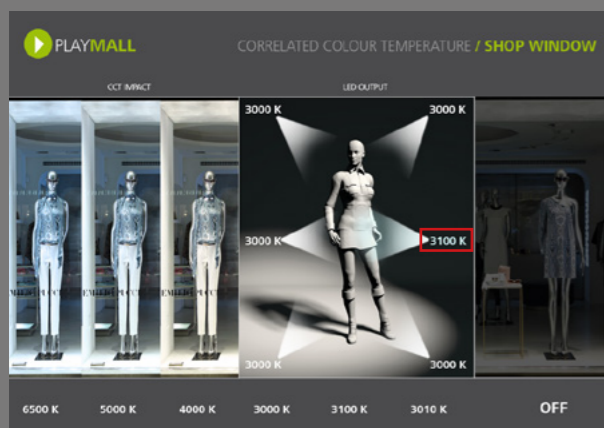 PLAYMALL
CORRELATED COLOUR TEMPERATURE / SHOP WINDOW
CCT IMPACT
LED OUTPUT
3000 K 3000 K
3000 K 3100 K
3000 K 3000 K
6500 K 5000 K 4000 K 3000 K 3100 K 3010 K OFF